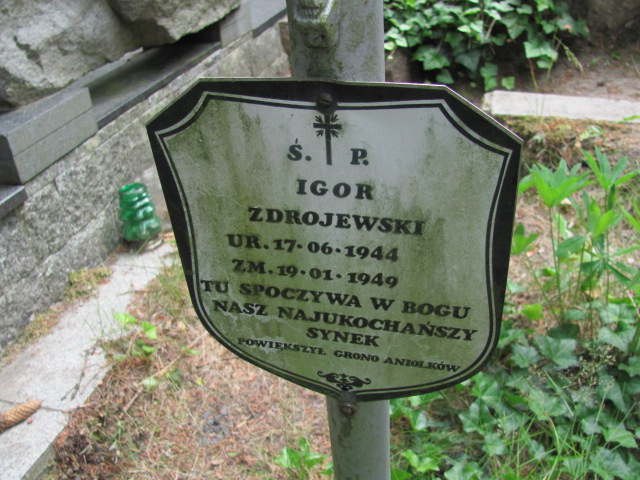 Ś. P.
IGOR
ZDROJEWSKI
UR. 17·06·1944
ZM. 19·01·1949
TU SPOCZYWA W BOGU
NASZ NAJUKOCHAŃSZY
SYNEK
POWIĘKSZYŁ GRONO ANIOŁKÓW